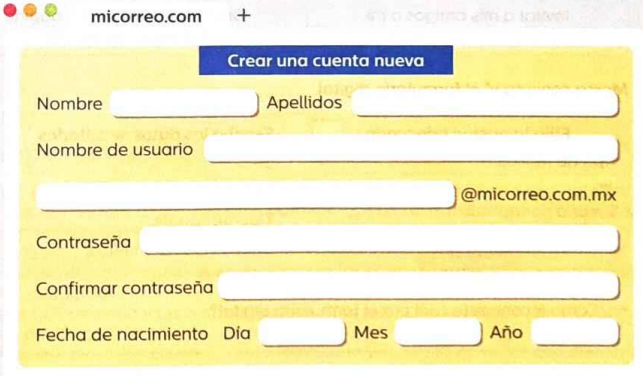 micorreo.com +
Crear una cuenta nueva
Nombre Apellidos
Nombre de usuario
@micorreo.com.mx
Contraseña
Confirmar contraseña
Fecha de nacimiento Día Mes Año